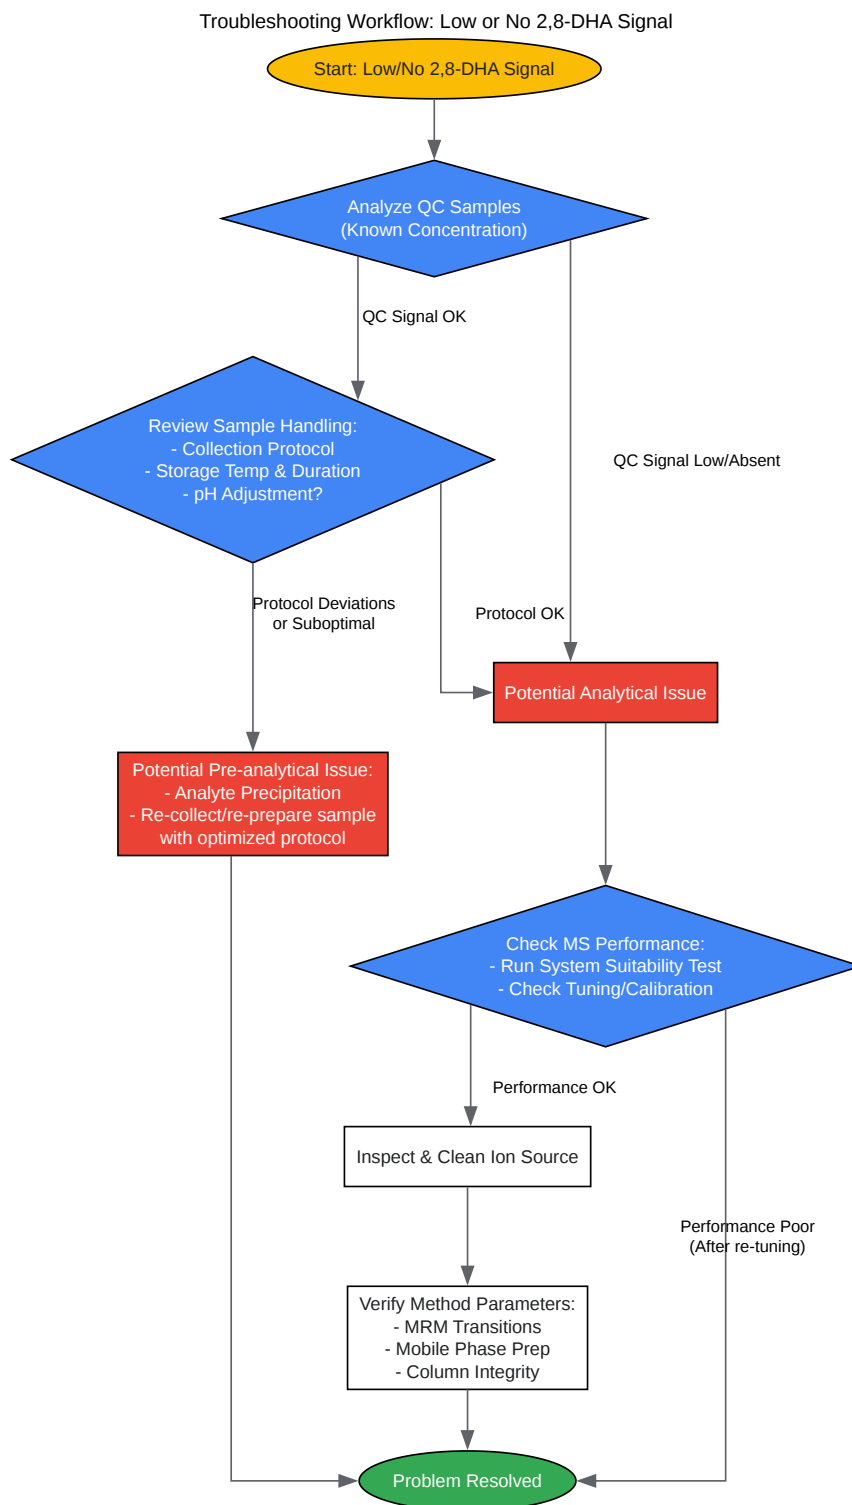 Troubleshooting Workflow: Low or No 2,8-DHA Signal
Start: Low/No 2,8-DHA Signal
Analyze QC Samples
(Known Concentration)
QC Signal OK
Review Sample Handling:
- Collection Protocol
- Storage Temp & Duration
- pH Adjustment?
QC Signal Low/Absent
Protocol Deviations
or Suboptimal
Protocol OK
Potential Analytical Issue
Potential Pre-analytical Issue:
- Analyte Precipitation
- Re-collect/re-prepare sample
with optimized protocol
Check MS Performance:
- Run System Suitability Test
- Check Tuning/Calibration
Performance OK
Inspect & Clean Ion Source
Performance Poor
(After re-tuning)
Verify Method Parameters:
- MRM Transitions
- Mobile Phase Prep
- Column Integrity
Problem Resolved